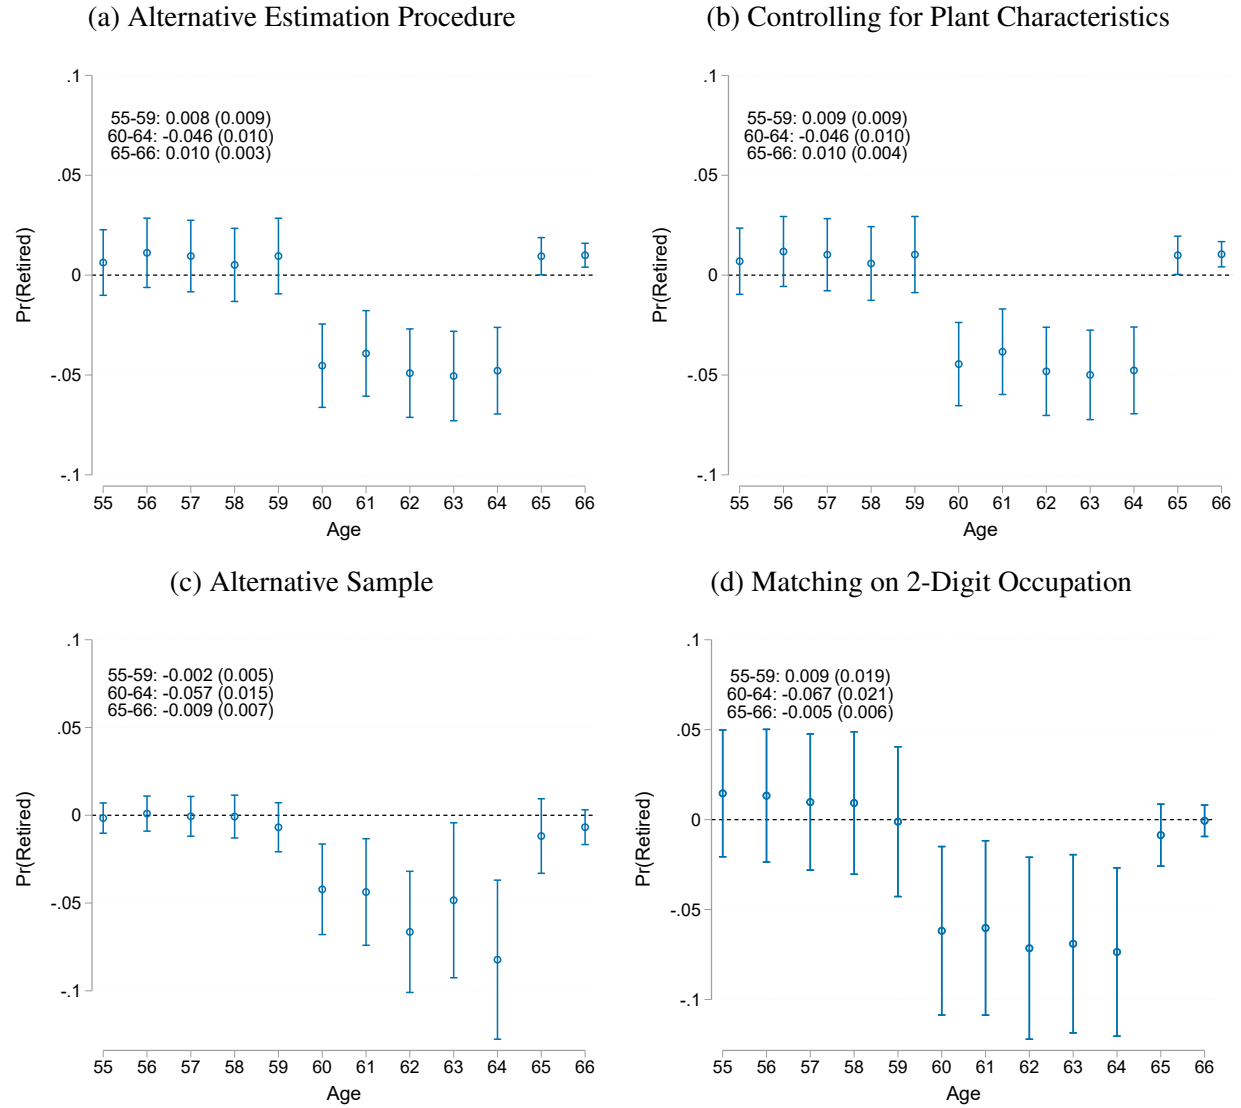 (a) Alternative Estimation Procedure
.1
55-59: 0.008 (0.009)
60-64: -0.046 (0.010)
65-66: 0.010 (0.003)
.05
0
-.05
-.1
Pr(Retired)
55 56 57 58 59 60 61 62 63 64 65 66
Age
(b) Controlling for Plant Characteristics
.1
55-59: 0.009 (0.009)
60-64: -0.046 (0.010)
65-66: 0.010 (0.004)
.05
0
-.05
-.1
Pr(Retired)
55 56 57 58 59 60 61 62 63 64 65 66
Age
(c) Alternative Sample
.1
55-59: -0.002 (0.005)
60-64: -0.057 (0.015)
65-66: -0.009 (0.007)
.05
0
-.05
-.1
Pr(Retired)
55 56 57 58 59 60 61 62 63 64 65 66
Age
(d) Matching on 2-Digit Occupation
.1
55-59: 0.009 (0.019)
60-64: -0.067 (0.021)
65-66: -0.005 (0.006)
.05
0
-.05
-.1
Pr(Retired)
55 56 57 58 59 60 61 62 63 64 65 66
Age